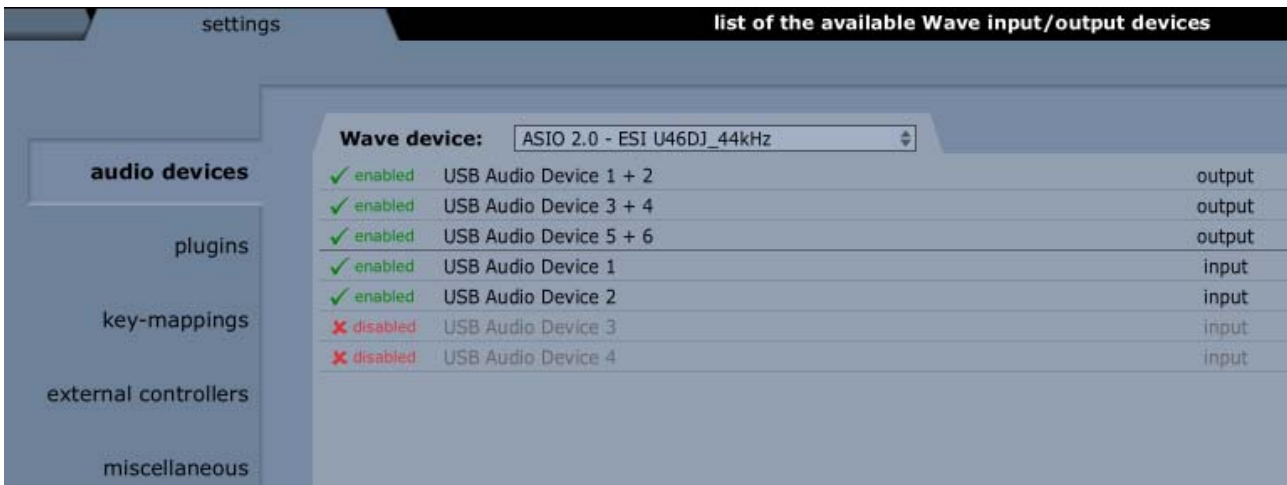 settings
list of the available Wave input/output devices
Wave device: ASIO 2.0 - ESI U46DJ_44kHz
audio devices
plugins
key-mappings
external controllers
miscellaneous
enabled USB Audio Device 1 + 2 output
enabled USB Audio Device 3 + 4 output
enabled USB Audio Device 5 + 6 output
enabled USB Audio Device 1 input
enabled USB Audio Device 2 input
disabled USB Audio Device 3 input
disabled USB Audio Device 4 input